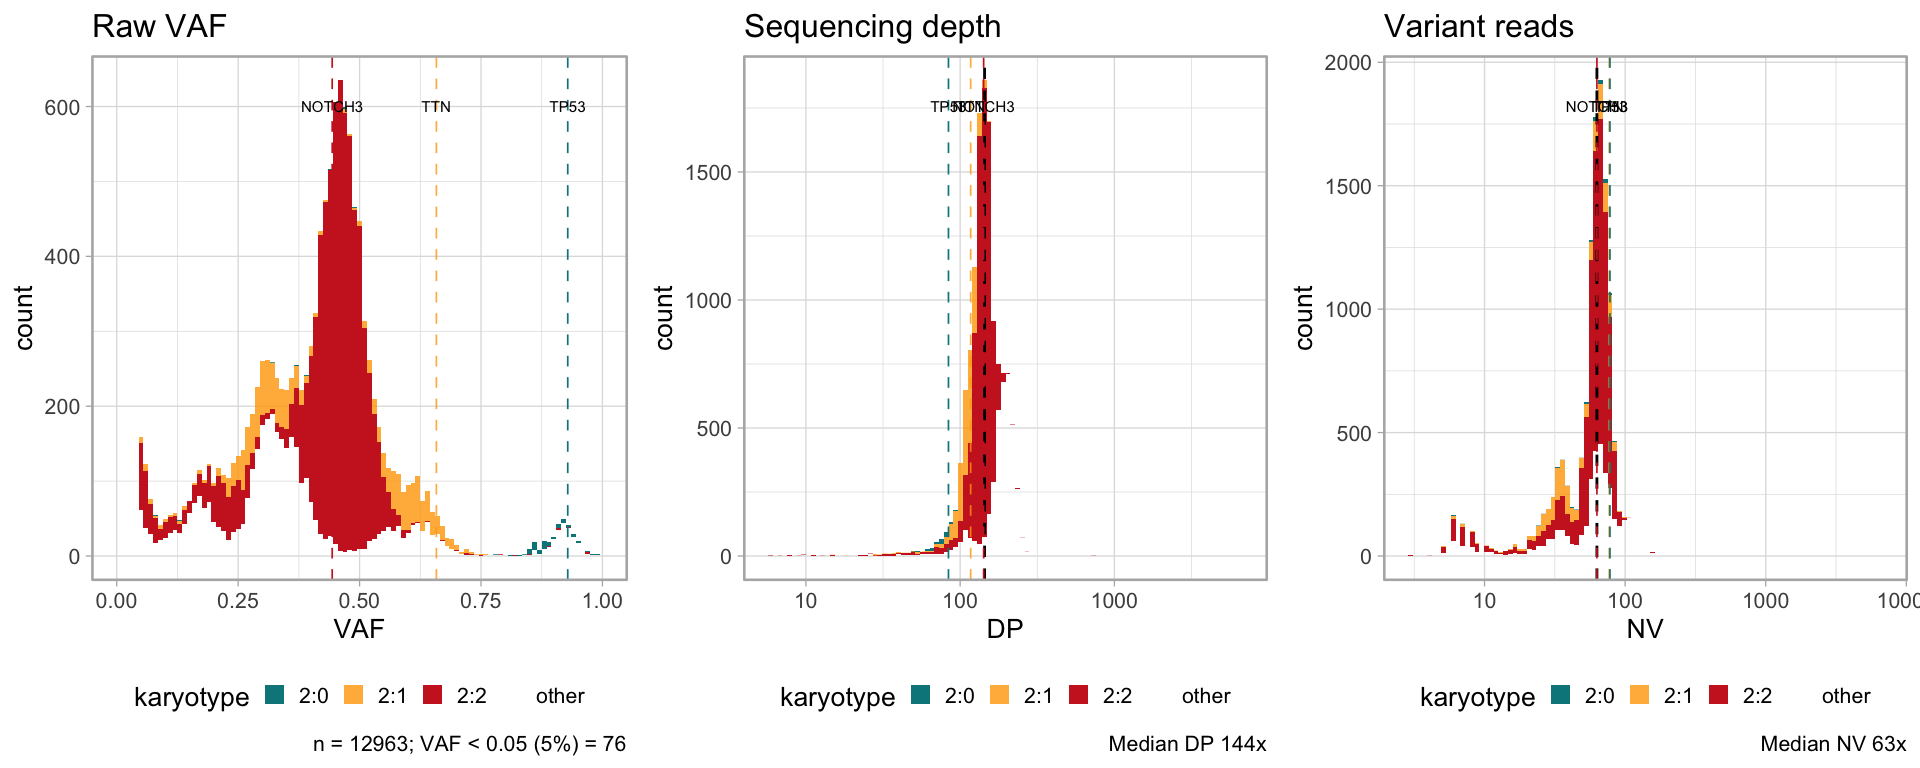 Raw VAF
count
600
400
200
0
NOTCH3
TTN
TP53
0.00 0.25 0.50 0.75 1.00
VAF
karyotype 2:0 2:1 2:2 other
n = 12963; VAF < 0.05 (5%) = 76
Sequencing depth
count
1500
1000
500
0
TP53
NOTCH3
10 100 1000
DP
karyotype 2:0 2:1 2:2 other
Median DP 144x
Variant reads
count
2000
1500
1000
500
0
10 100 1000
NV
karyotype 2:0 2:1 2:2 other
Median NV 63x